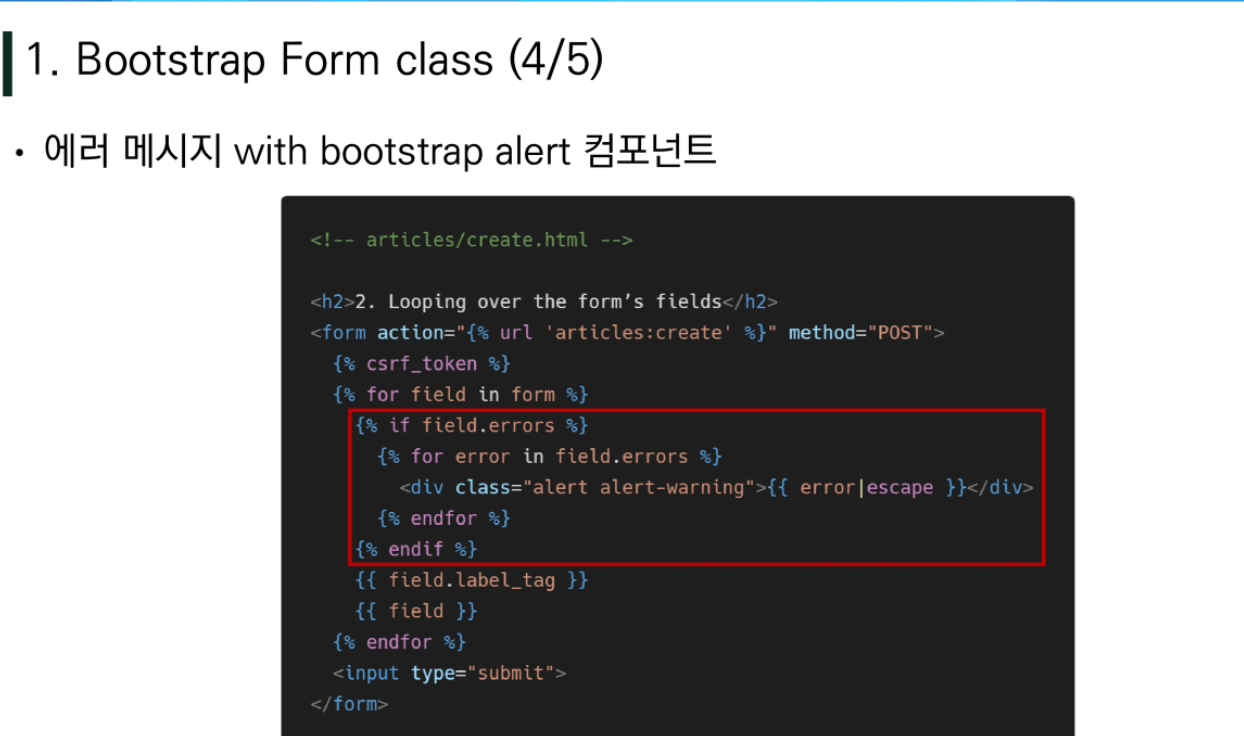 1. Bootstrap Form class (4/5)
• 에러 메시지 with bootstrap alert 컴포넌트
<!-- articles/create.html -->
<h2>2. Looping over the form’s fields</h2>
<form action="{% url 'articles:create' %}" method="POST">
{% csrf_token %}
{% for field in form %}
{% if field.errors %}
{% for error in field.errors %}
<div class="alert alert-warning">{{ error|escape }}</div>
{% endfor %}
{% endif %}
{{ field.label_tag }}
{{ field }}
{% endfor %}
<input type="submit">
</form>